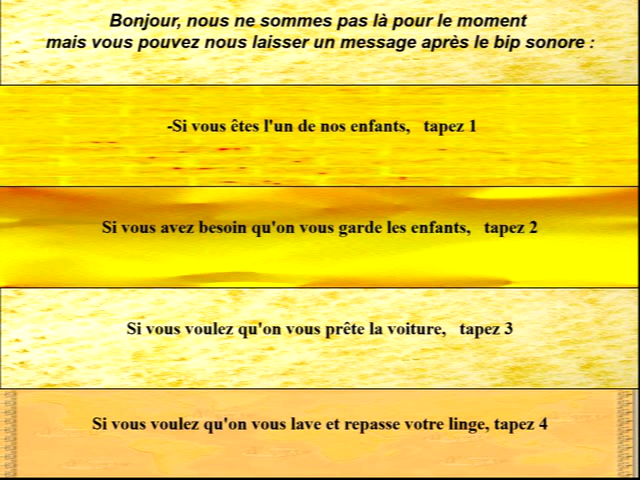 Bonjour, nous ne sommes pas là pour le moment
mais vous pouvez nous laisser un message après le bip sonore :
-Si vous êtes l'un de nos enfants, tapez 1
Si vous avez besoin qu'on vous garde les enfants, tapez 2
Si vous voulez qu'on vous prête la voiture, tapez 3
Si vous voulez qu'on vous lave et repasse votre linge, tapez 4